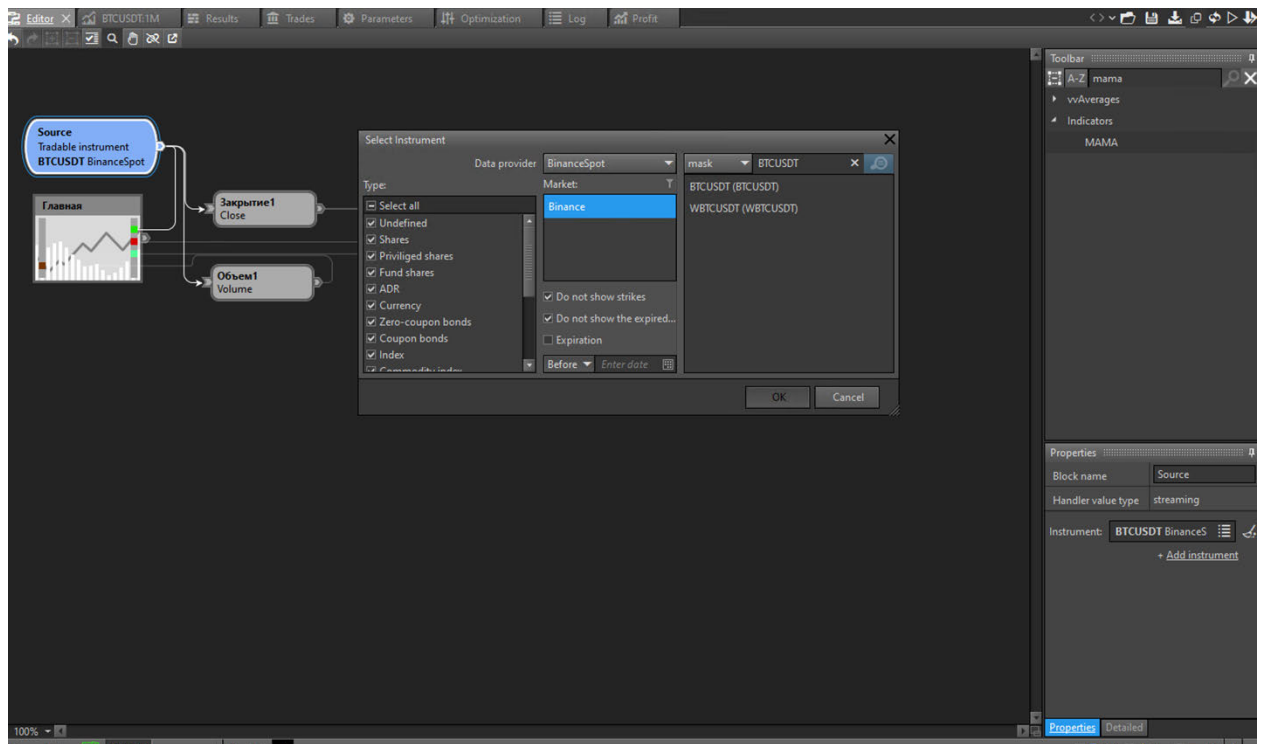 Editor
BTCUSDT:1M
Results
Trades
Parameters
Optimization
Log
Profit
Source
Tradable instrument
BTCUSDT BinanceSpot
Главная
Закрытие1
Close
Объем1
Volume
Select Instrument
Data provider
BinanceSpot
mask
BTCUSDT
Type:
Market:
Select all
Undefined
Shares
Priviliged shares
Fund shares
ADR
Currency
Zero-coupon bonds
Coupon bonds
Index
Commodity index
Binance
Do not show strikes
Do not show the expired...
Expiration
Before
Enter date
BTCUSDT (BTCUSDT)
WBTCUSDT (WBTCUSDT)
OK
Cancel
Toolbar
A-Z
mama
vvAverages
Indicators
MAMA
Properties
Block name
Source
Handler value type
streaming
Instrument:
BTCUSDT BinanceS
+ Add instrument
Properties
Detailed
100%